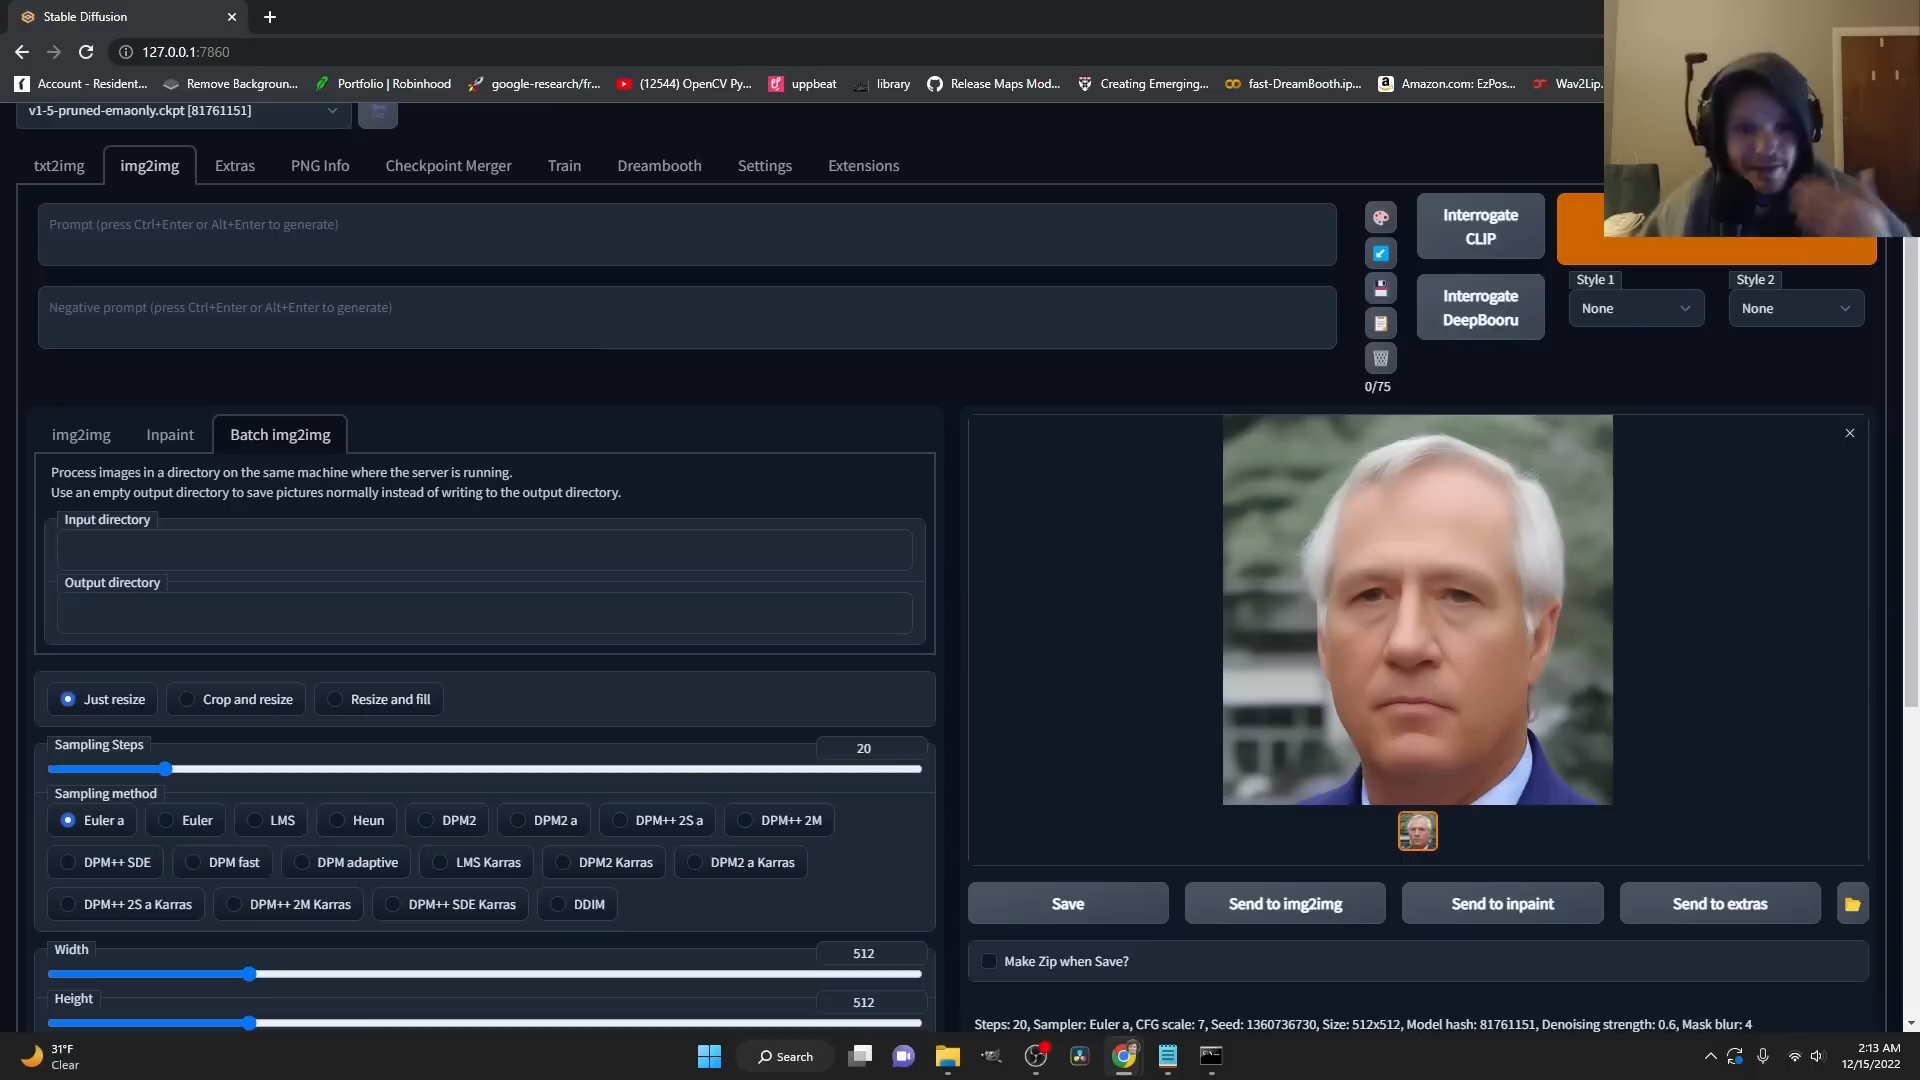 Stable Diffusion
127.0.0.1:7860
Account - Resident...
Remove Backgroun...
Portfolio | Robinhood
google-research/fr...
(12544) OpenCV Py...
uppbeat
library
Release Maps Mod...
Creating Emerging...
fast-DreamBooth.ip...
Amazon.com: EzPos...
Wav2Lip.
v1-5-pruned-emaonly.ckpt [81761151]
txt2img
img2img
Extras
PNG Info
Checkpoint Merger
Train
Dreambooth
Settings
Extensions
Prompt (press Ctrl+Enter or Alt+Enter to generate)
Interrogate
CLIP
Negative prompt (press Ctrl+Enter or Alt+Enter to generate)
Interrogate
DeepBooru
Style 1
None
Style 2
None
0/75
img2img
Inpaint
Batch img2img
Process images in a directory on the same machine where the server is running.
Use an empty output directory to save pictures normally instead of writing to the output directory.
Input directory
Output directory
Just resize
Crop and resize
Resize and fill
Sampling Steps
20
Sampling method
Euler a
Euler
LMS
Heun
DPM2
DPM2 a
DPM++ 2S a
DPM++ 2M
DPM++ SDE
DPM fast
DPM adaptive
LMS Karras
DPM2 Karras
DPM2 a Karras
DPM++ 2S a Karras
DPM++ 2M Karras
DPM++ SDE Karras
DDIM
Width
512
Height
512
Save
Send to img2img
Send to inpaint
Send to extras
Make Zip when Save?
Steps: 20, Sampler: Euler a, CFG scale: 7, Seed: 1360736730, Size: 512x512, Model hash: 81761151, Denoising strength: 0.6, Mask blur: 4
31°F
Clear
Search
2:13 AM
12/15/2022